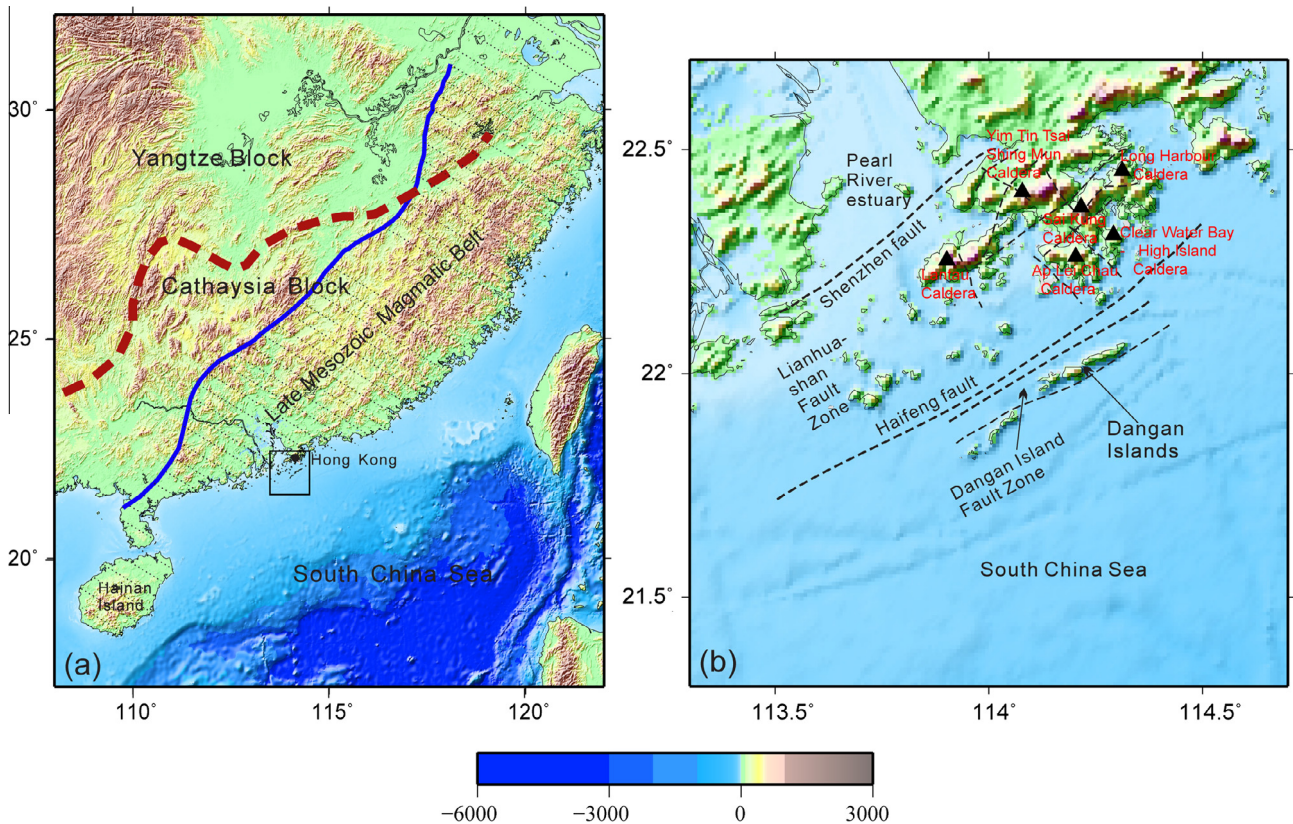 30°
25°
20°
110°
115°
120°
Yangtze Block
Cathaysia Block
Late Mesozoic Magmatic Belt
Hong Kong
South China Sea
Hainan
Island
(a)
22.5°
22°
21.5°
113.5°
114°
114.5°
Pearl
River
estuary
Yim Tin Tsai
Shing Mun
Caldera
Long Harbour
Caldera
Sai Kung
Caldera
Clear Water Bay
High Island
Caldera
Lantau
Caldera
Ap Lei Chau
Caldera
Shenzhen fault
Lianhua-
shan
Fault
Zone
Haifeng fault
Dangan Island
Fault Zone
Dangan
Islands
South China Sea
(b)
−6000
−3000
0
3000